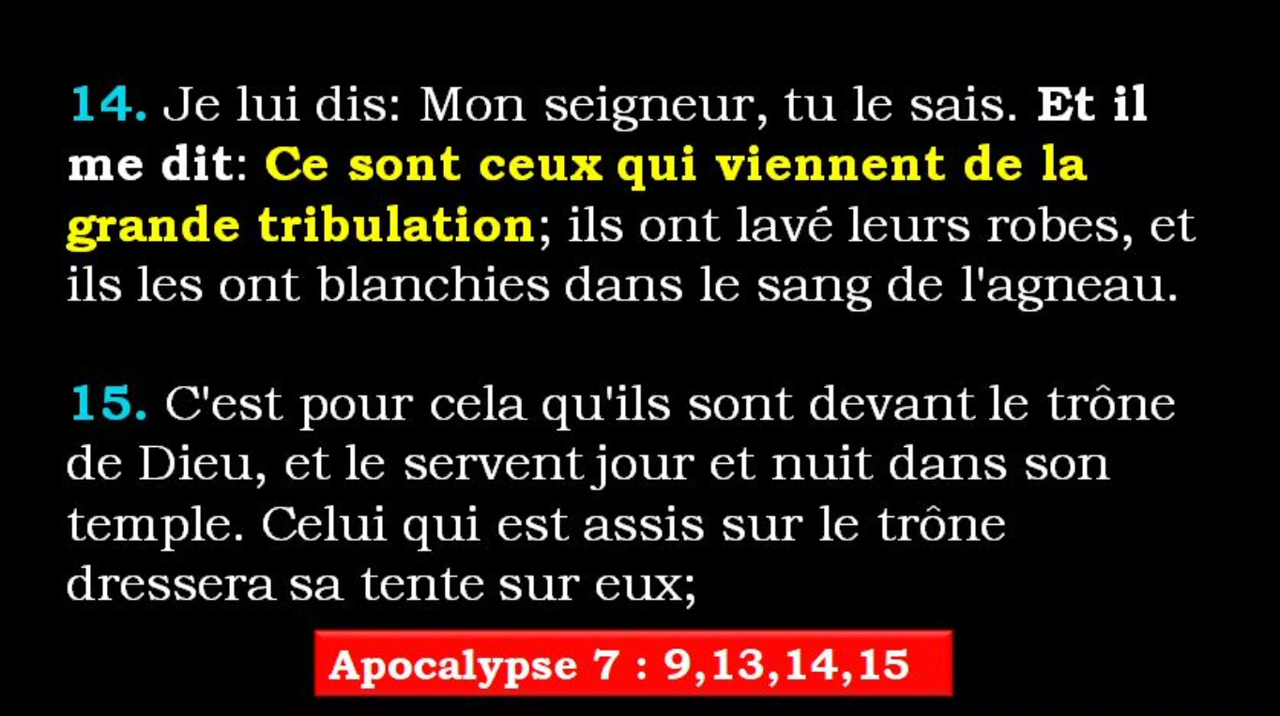 14. Je lui dis: Mon seigneur, tu le sais. Et il
me dit: Ce sont ceux qui viennent de la
grande tribulation; ils ont lavé leurs robes, et
ils les ont blanchies dans le sang de l'agneau.
15. C'est pour cela qu'ils sont devant le trône
de Dieu, et le servent jour et nuit dans son
temple. Celui qui est assis sur le trône
dressera sa tente sur eux;
Apocalypse 7 : 9,13,14,15